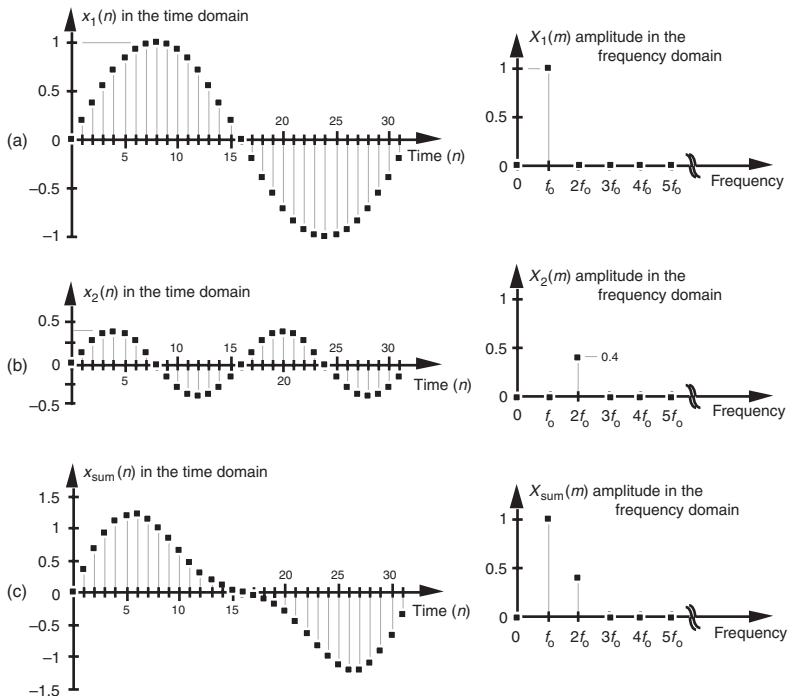 x1(n) in the time domain
1
0.5
0
−0.5
−1
5
10
15
20
25
30
Time (n)
(a)
X1(m) amplitude in the
frequency domain
1
0.5
0
0
fo
2fo
3fo
4fo
5fo
Frequency
x2(n) in the time domain
0.5
0
−0.5
5
10
15
20
25
30
Time (n)
(b)
X2(m) amplitude in the
frequency domain
1
0.5
0
0.4
0
fo
2fo
3fo
4fo
5fo
Frequency
xsum(n) in the time domain
1.5
1
0.5
0
−0.5
−1
−1.5
5
10
15
20
25
30
Time (n)
(c)
Xsum(m) amplitude in the
frequency domain
1
0.5
0
0
fo
2fo
3fo
4fo
5fo
Frequency